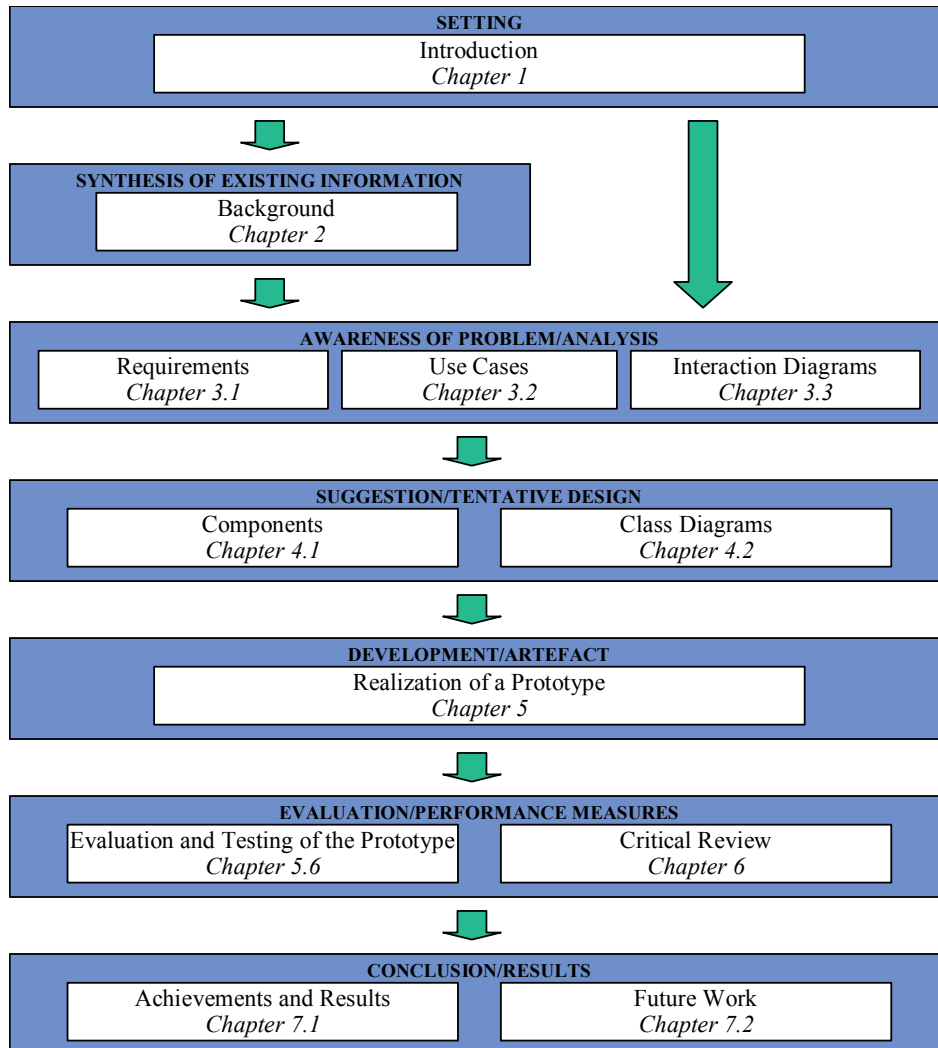 SETTING
Introduction
Chapter 1
SYNTHESIS OF EXISTING INFORMATION
Background
Chapter 2
AWARENESS OF PROBLEM/ANALYSIS
Requirements
Chapter 3.1
Use Cases
Chapter 3.2
Interaction Diagrams
Chapter 3.3
SUGGESTION/TENTATIVE DESIGN
Components
Chapter 4.1
Class Diagrams
Chapter 4.2
DEVELOPMENT/ARTEFACT
Realization of a Prototype
Chapter 5
EVALUATION/PERFORMANCE MEASURES
Evaluation and Testing of the Prototype
Chapter 5.6
Critical Review
Chapter 6
CONCLUSION/RESULTS
Achievements and Results
Chapter 7.1
Future Work
Chapter 7.2